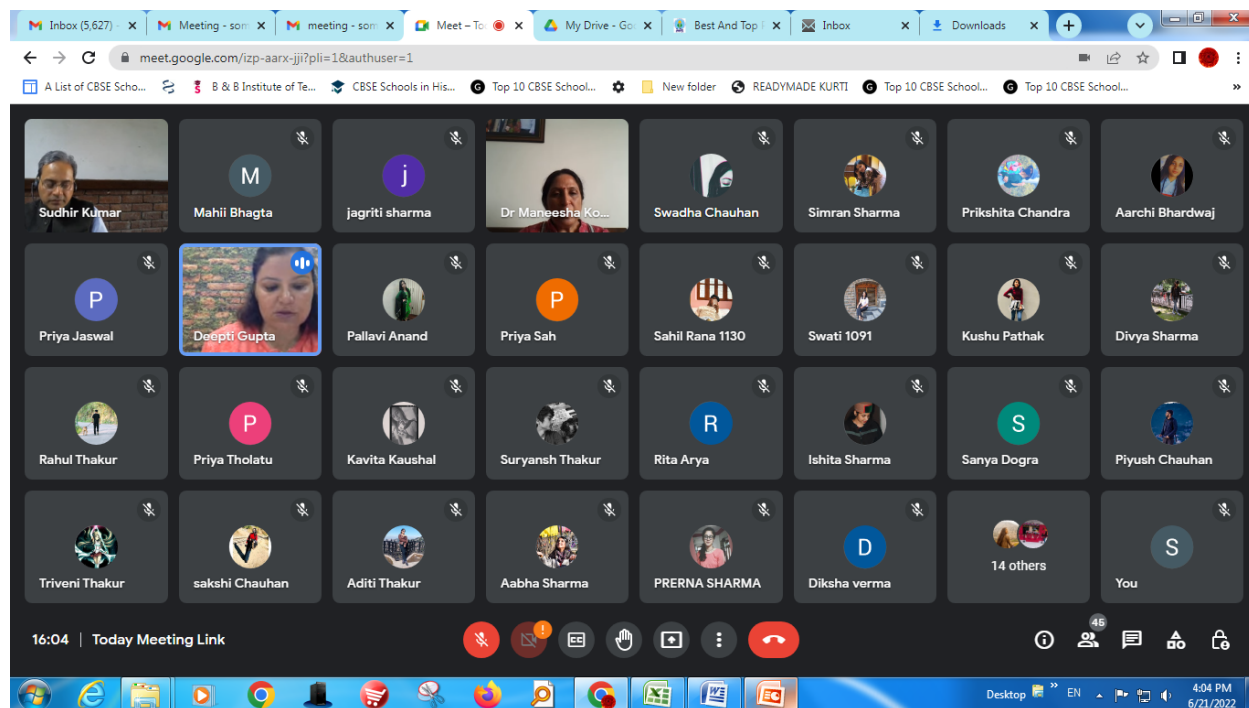 Inbox (5,627) -
Meeting - som
meeting - som
Meet – To
My Drive - Go
Best And Top
Inbox
Downloads
meet.google.com/izp-aarx-jji?pli=1&authuser=1
A List of CBSE Scho...
B & B Institute of Te...
CBSE Schools in His...
Top 10 CBSE School...
New folder
READYMADE KURTI
Top 10 CBSE School...
Top 10 CBSE School...
Sudhir Kumar
M
Mahii Bhagta
j
jagriti sharma
Dr Maneesha Ko...
Swadha Chauhan
Simran Sharma
Prikshita Chandra
Aarchi Bhardwaj
P
Priya Jaswal
Deepti Gupta
Pallavi Anand
P
Priya Sah
Sahil Rana 1130
Swati 1091
Kushu Pathak
Divya Sharma
Rahul Thakur
P
Priya Tholatu
Kavita Kaushal
Suryansh Thakur
R
Rita Arya
Ishita Sharma
S
Sanya Dogra
Piyush Chauhan
Triveni Thakur
sakshi Chauhan
Aditi Thakur
Aabha Sharma
PRERNA SHARMA
D
Diksha verma
14 others
S
You
16:04 | Today Meeting Link
45
Desktop
EN
4:04 PM
6/21/2022